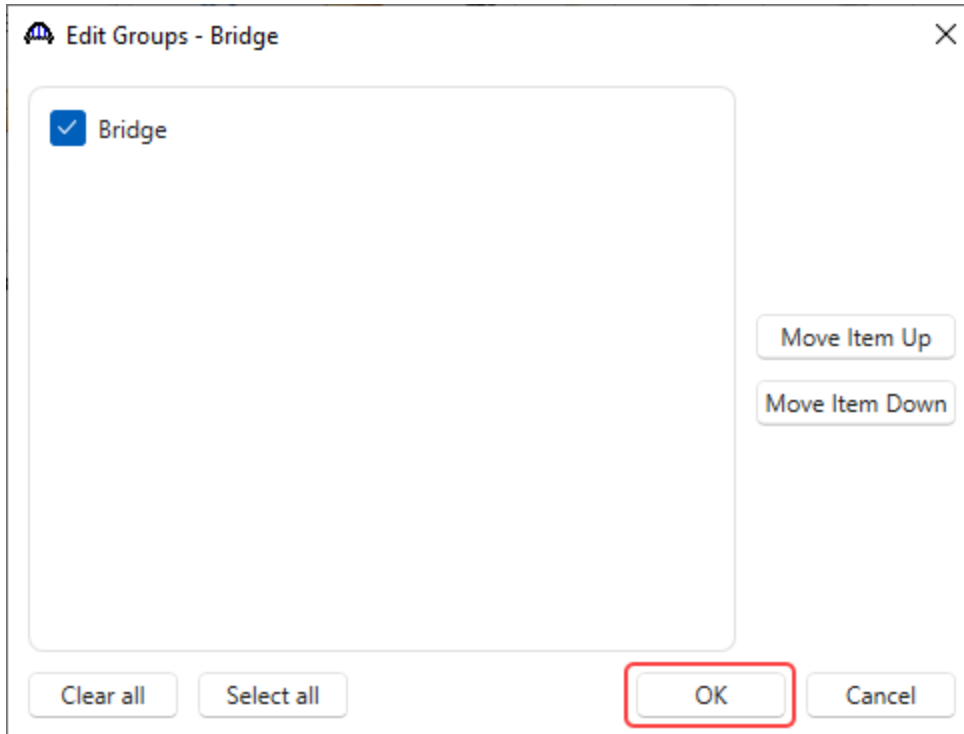 Edit Groups - Bridge
Bridge
Move Item Up
Move Item Down
Clear all
Select all
OK
Cancel